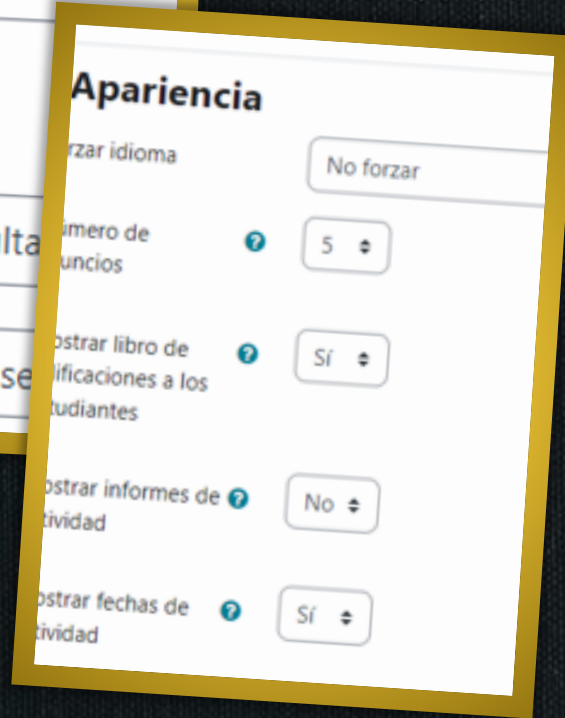 Apariencia
rzar idioma
No forzar
úmero de
uncios
5
ostrar libro de
lificaciones a los
tudiantes
Sí
ostrar informes de
tividad
No
ostrar fechas de
tividad
Sí
ulta
se